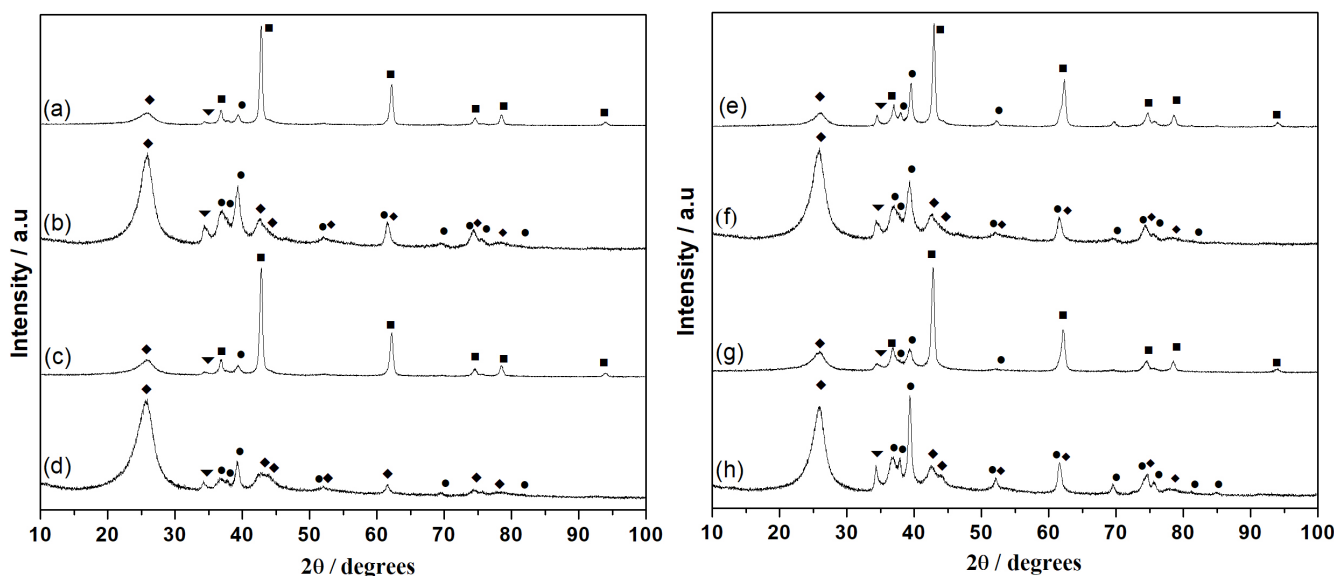 Intensity / a.u
(a)
(b)
(c)
(d)
10 20 30 40 50 60 70 80 90 100
2θ / degrees
Intensity / a.u
(e)
(f)
(g)
(h)
10 20 30 40 50 60 70 80 90 100
2θ / degrees